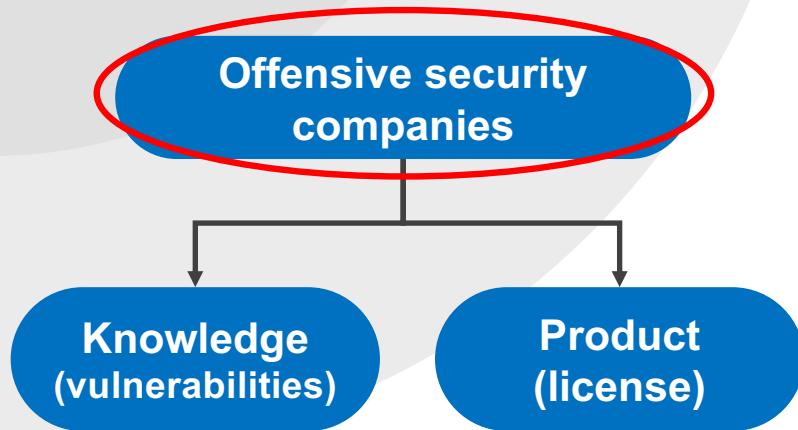 Offensive security
companies
Knowledge
(vulnerabilities)
Product
(license)